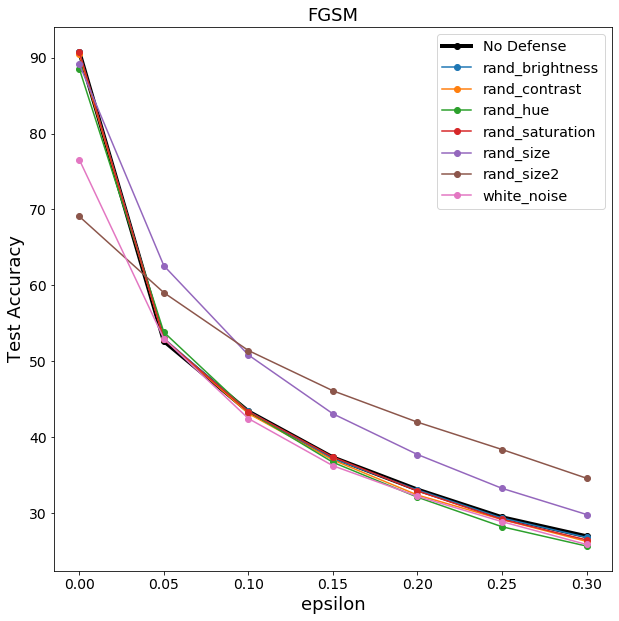 FGSM
No Defense
rand_brightness
rand_contrast
rand_hue
rand_saturation
rand_size
rand_size2
white_noise
Test Accuracy
90
80
70
60
50
40
30
0.00 0.05 0.10 0.15 0.20 0.25 0.30
epsilon